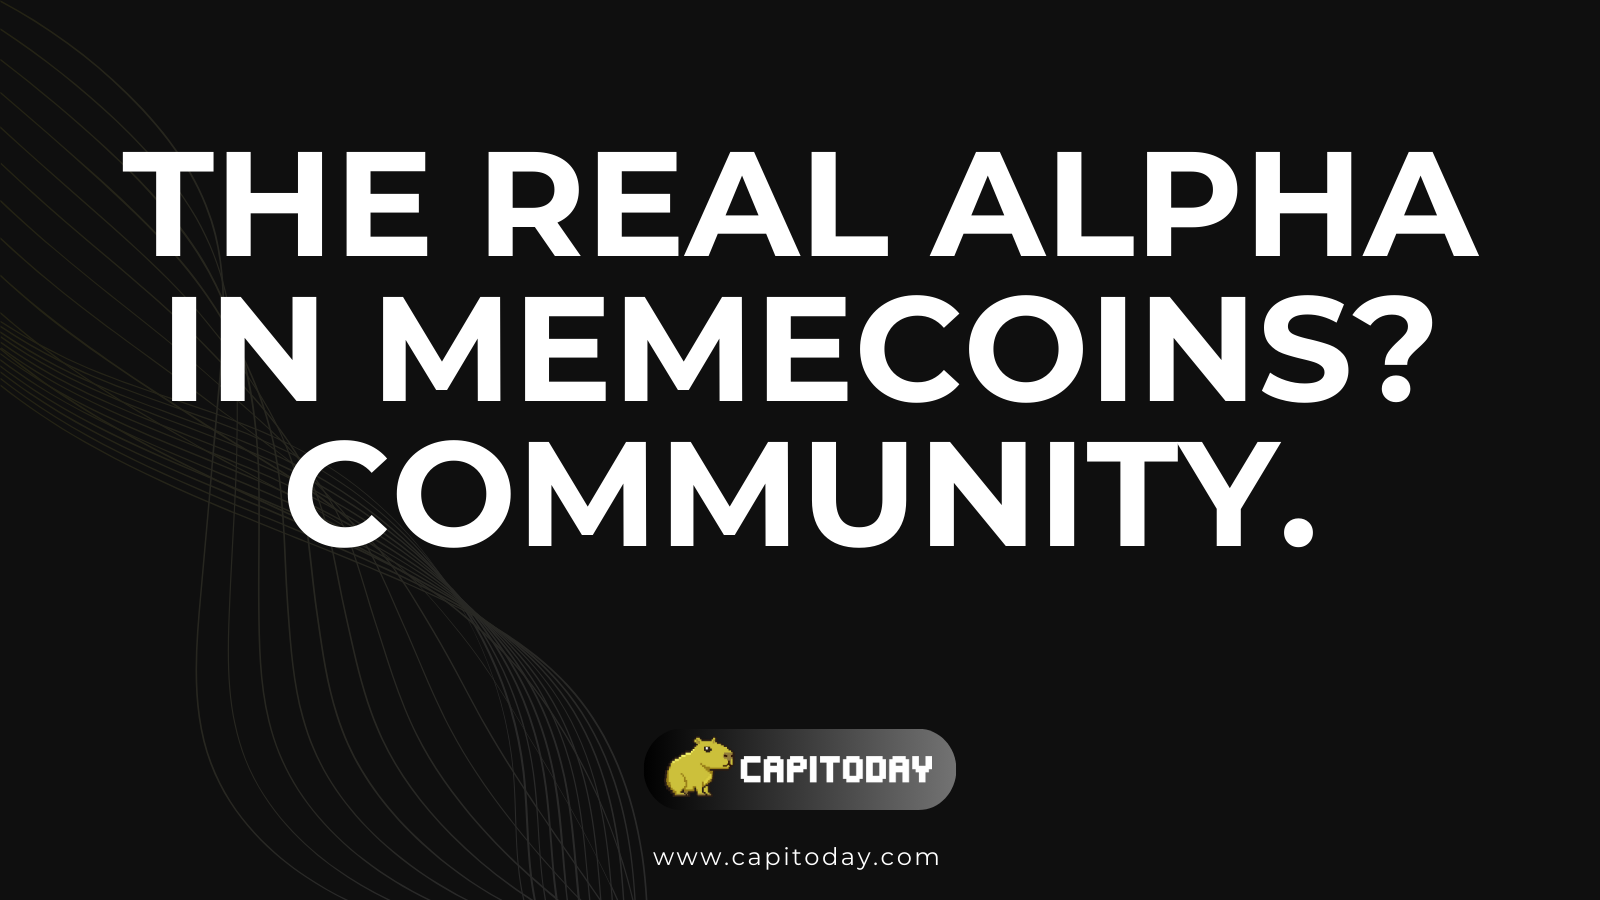 THE REAL ALPHA
IN MEMECOINS?
COMMUNITY.
CAPITODAY
www.capitoday.com